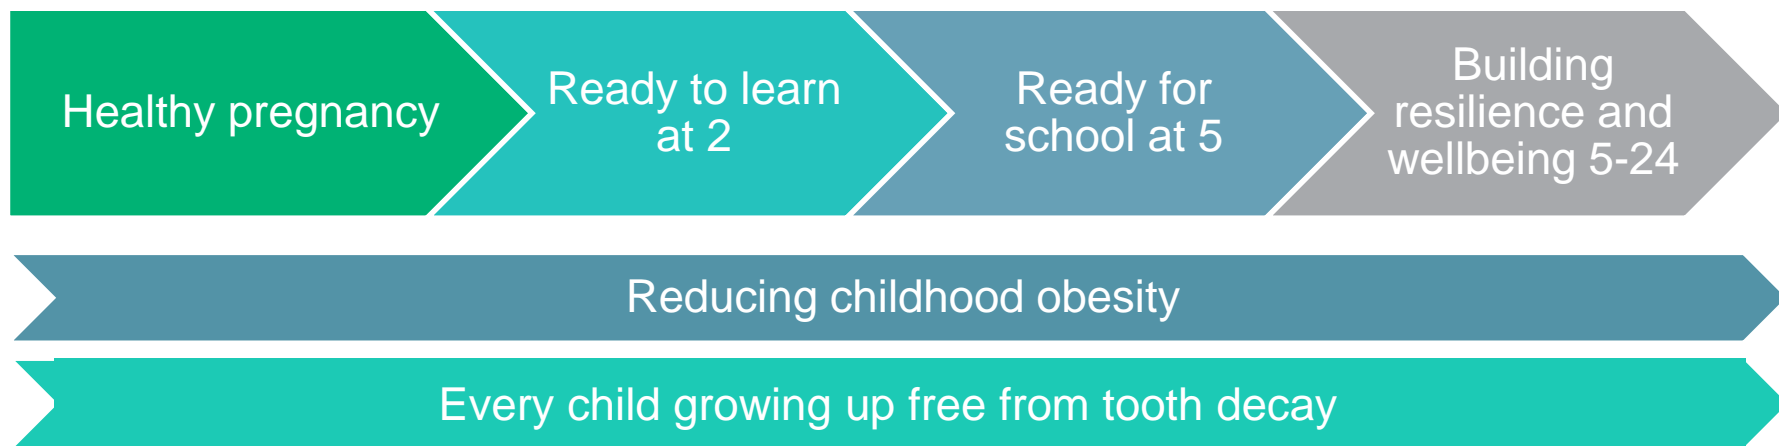 Healthy pregnancy
Ready to learn
at 2
Ready for
school at 5
Building
resilience and
wellbeing 5-24
Reducing childhood obesity
Every child growing up free from tooth decay